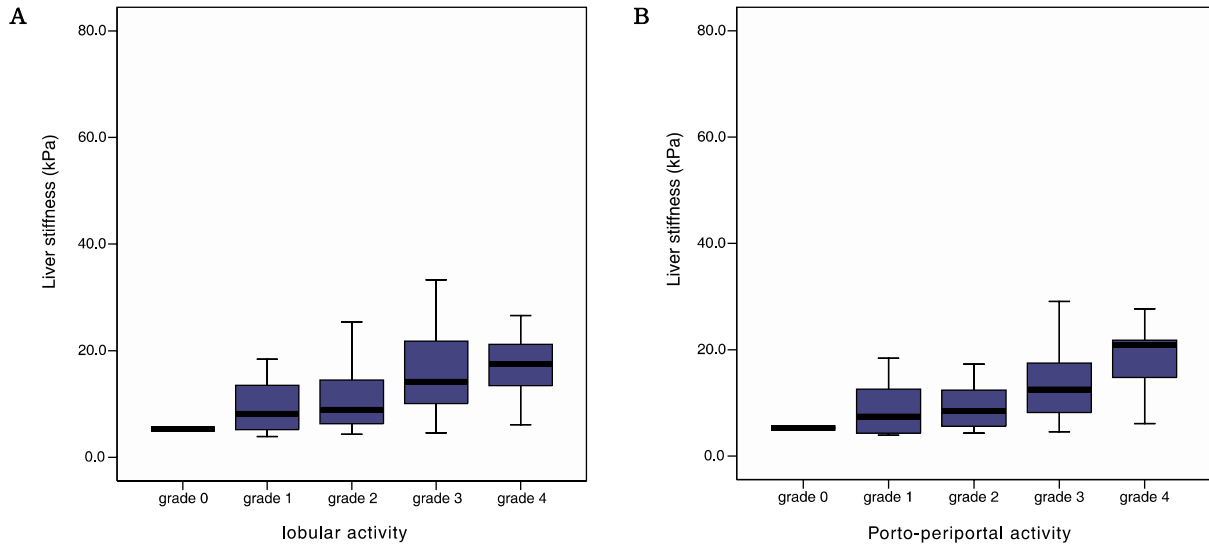 A
80.0
60.0
40.0
20.0
0.0
Liver stiffness (kPa)
grade 0 grade 1 grade 2 grade 3 grade 4
lobular activity
B
80.0
60.0
40.0
20.0
0.0
Liver stiffness (kPa)
grade 0 grade 1 grade 2 grade 3 grade 4
Porto-periportal activity